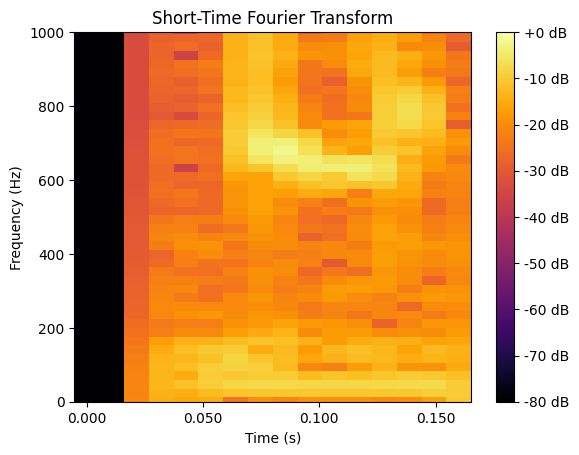 Short-Time Fourier Transform
Frequency (Hz)
1000
800
600
400
200
0
0.000
0.050
0.100
0.150
Time (s)
+0 dB
-10 dB
-20 dB
-30 dB
-40 dB
-50 dB
-60 dB
-70 dB
-80 dB